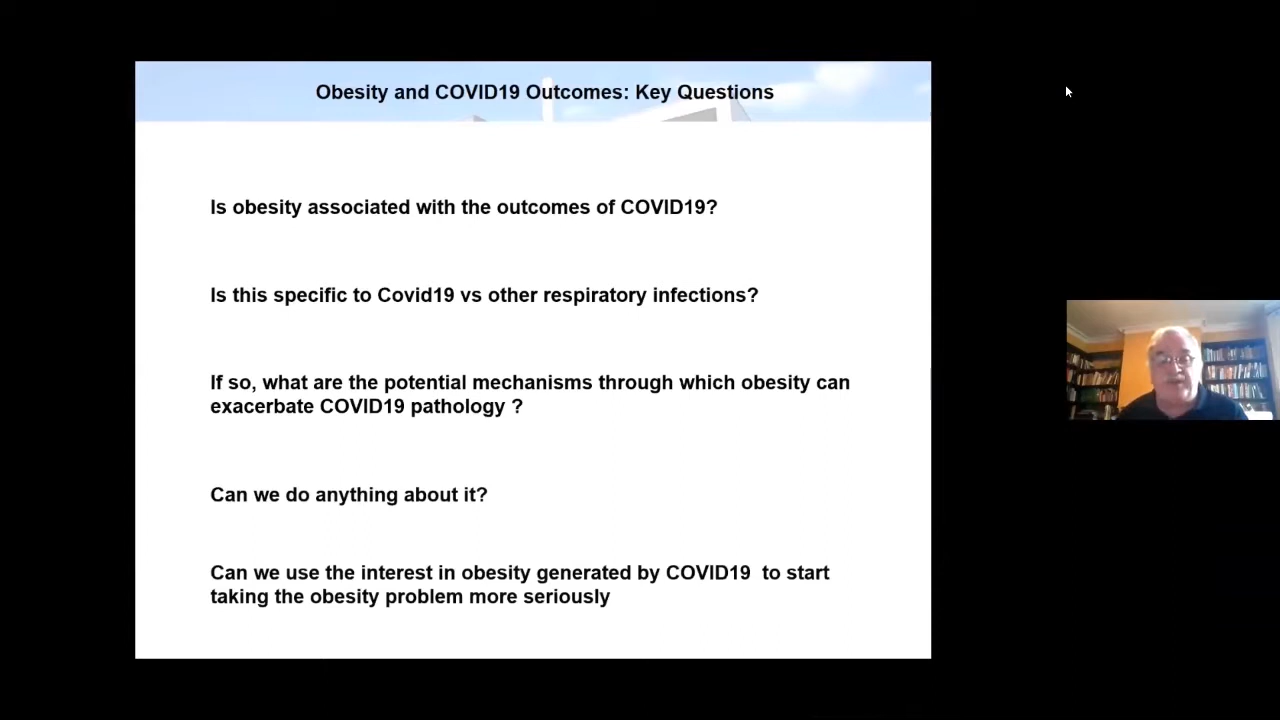 Obesity and COVID19 Outcomes: Key Questions
Is obesity associated with the outcomes of COVID19?
Is this specific to Covid19 vs other respiratory infections?
If so, what are the potential mechanisms through which obesity can
exacerbate COVID19 pathology ?
Can we do anything about it?
Can we use the interest in obesity generated by COVID19  to start
taking the obesity problem more seriously